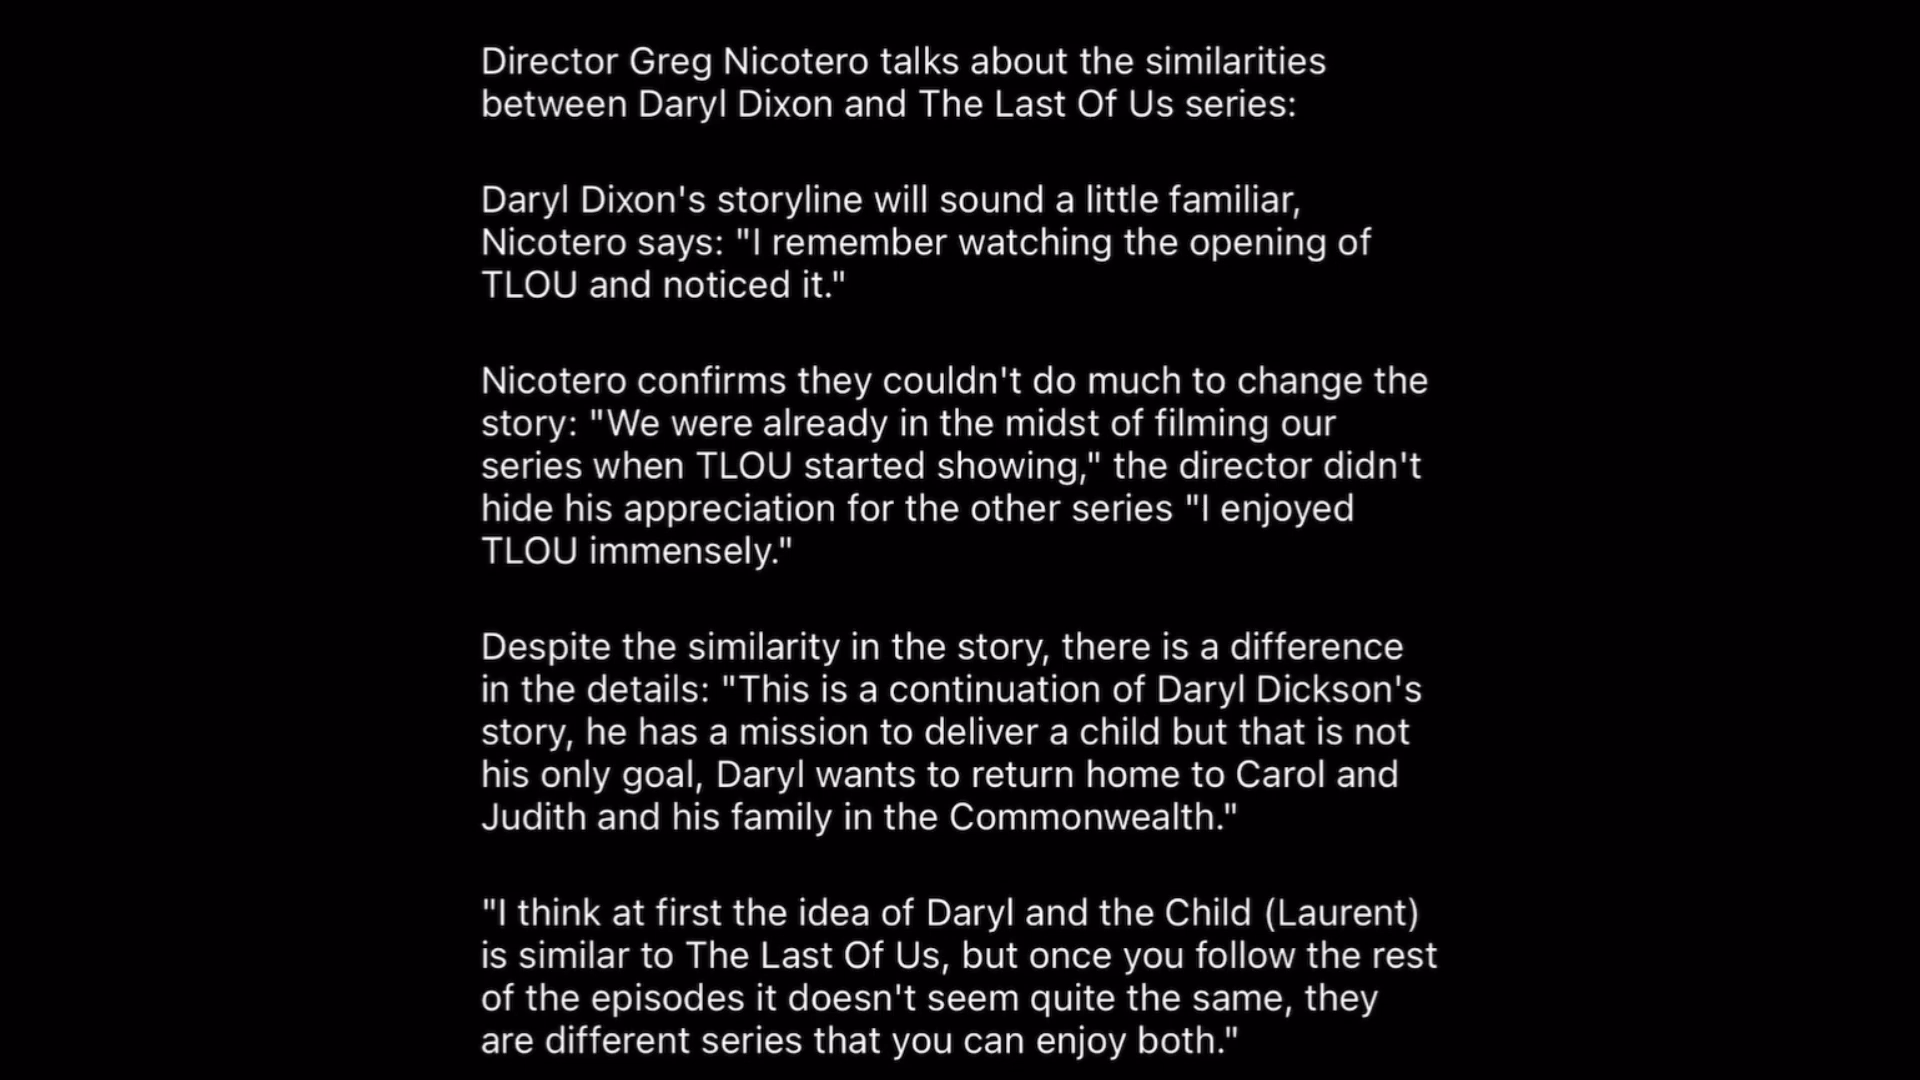 Director Greg Nicotero talks about the similarities
between Daryl Dixon and The Last Of Us series:
Daryl Dixon's storyline will sound a little familiar,
Nicotero says: "I remember watching the opening of
TLOU and noticed it."
Nicotero confirms they couldn't do much to change the
story: "We were already in the midst of filming our
series when TLOU started showing," the director didn't
hide his appreciation for the other series "I enjoyed
TLOU immensely."
Despite the similarity in the story, there is a difference
in the details: "This is a continuation of Daryl Dickson's
story, he has a mission to deliver a child but that is not
his only goal, Daryl wants to return home to Carol and
Judith and his family in the Commonwealth."
"I think at first the idea of Daryl and the Child (Laurent)
is similar to The Last Of Us, but once you follow the rest
of the episodes it doesn't seem quite the same, they
are different series that you can enjoy both."